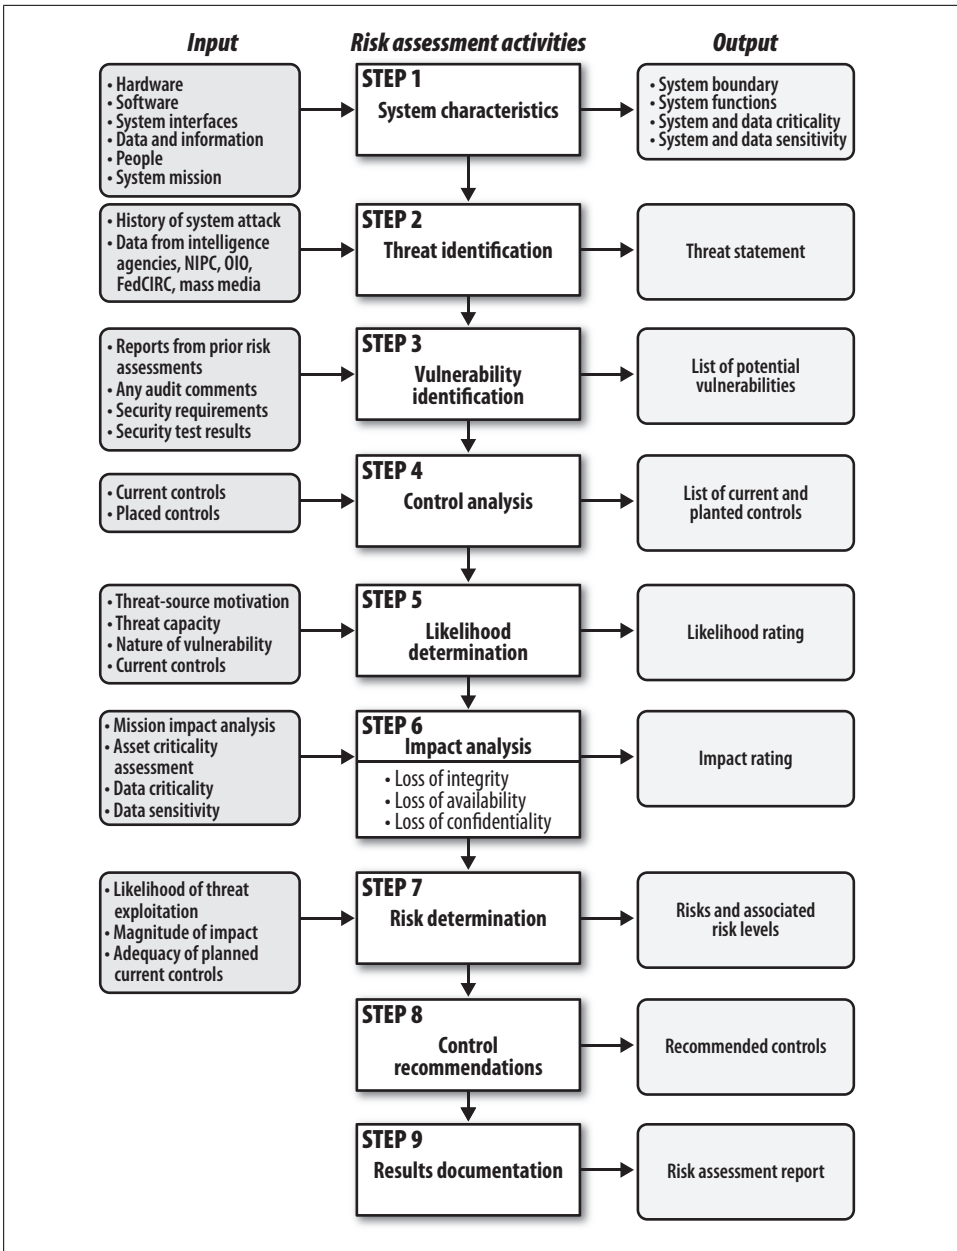 Input
Risk assessment activities
Output
• Hardware
• Software
• System interfaces
• Data and information
• People
• System mission
STEP 1
System characteristics
• System boundary
• System functions
• System and data criticality
• System and data sensitivity
• History of system attack
• Data from intelligence
agencies, NIPC, OIO,
FedCIRC, mass media
STEP 2
Threat identification
Threat statement
• Reports from prior risk
assessments
• Any audit comments
• Security requirements
• Security test results
STEP 3
Vulnerability
identification
List of potential
vulnerabilities
• Current controls
• Placed controls
STEP 4
Control analysis
List of current and
planted controls
• Threat-source motivation
• Threat capacity
• Nature of vulnerability
• Current controls
STEP 5
Likelihood
determination
Likelihood rating
• Mission impact analysis
• Asset criticality
assessment
• Data criticality
• Data sensitivity
STEP 6
Impact analysis
• Loss of integrity
• Loss of availability
• Loss of confidentiality
Impact rating
• Likelihood of threat
exploitation
• Magnitude of impact
• Adequacy of planned
current controls
STEP 7
Risk determination
Risks and associated
risk levels
STEP 8
Control
recommendations
Recommended controls
STEP 9
Results documentation
Risk assessment report